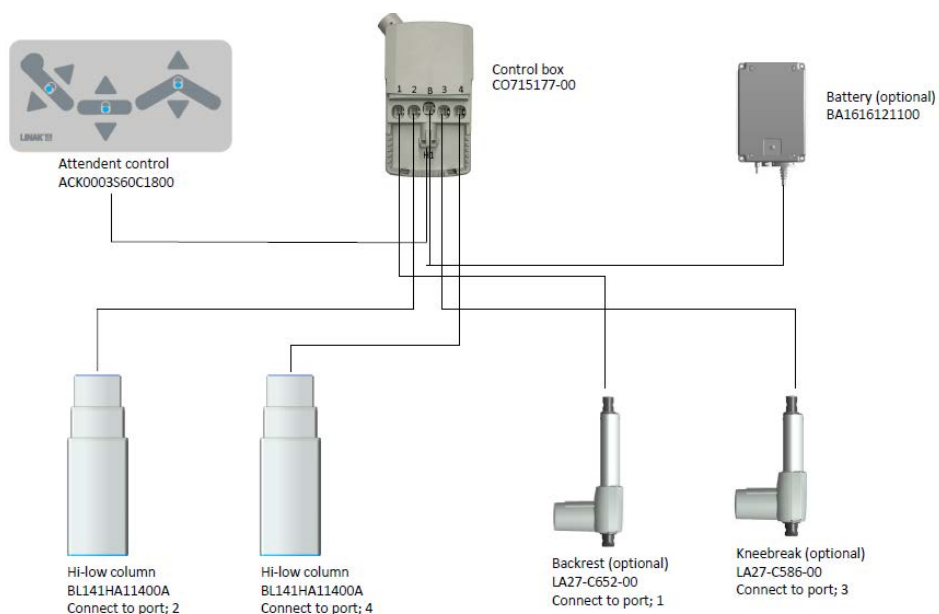 Control box
CO715177-00
1 2 B 3 4
H1
Battery (optional)
BA1616121100
LINAK
Attendent control
ACK0003S60C1800
Hi-low column
BL141HA11400A
Connect to port; 2
Hi-low column
BL141HA11400A
Connect to port; 4
Backrest (optional)
LA27-C652-00
Connect to port; 1
Kneebreak (optional)
LA27-C586-00
Connect to port; 3